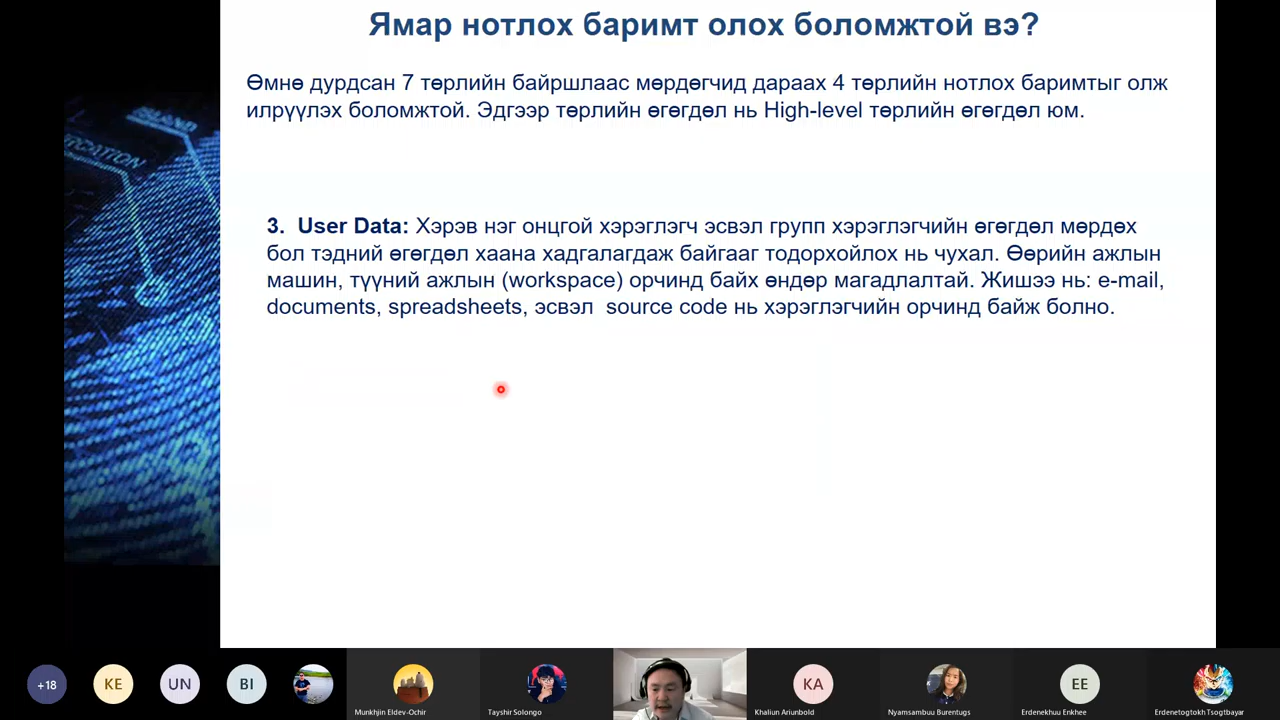 Ямар нотлох баримт олох боломжтой вэ?
Өмнө дурдсан 7 төрлийн байршлаас мөрдөгчид дараах 4 төрлийн нотлох баримтыг олж
илрүүлэх боломжтой. Эдгээр төрлийн өгөгдөл нь High-level төрлийн өгөгдөл юм.
3. User Data: Хэрэв нэг онцгой хэрэглэгч эсвэл групп хэрэглэгчийн өгөгдөл мөрдөх
бол тэдний өгөгдөл хаана хадгалагдаж байгааг тодорхойлох нь чухал. Өөрийн ажлын
машин, түүний ажлын (workspace) орчинд байх өндөр магадлалтай. Жишээ нь: e-mail,
documents, spreadsheets, эсвэл source code нь хэрэглэгчийн орчинд байж болно.
+18
KE
UN
BI
Munkhjin Eldev-Ochir
Tayshir Solongo
KA
Khaliun Ariunbold
Nyamsambuu Burentugs
EE
Erdenekhuu Enkhee
Erdenetogtokh Tsogtbayar